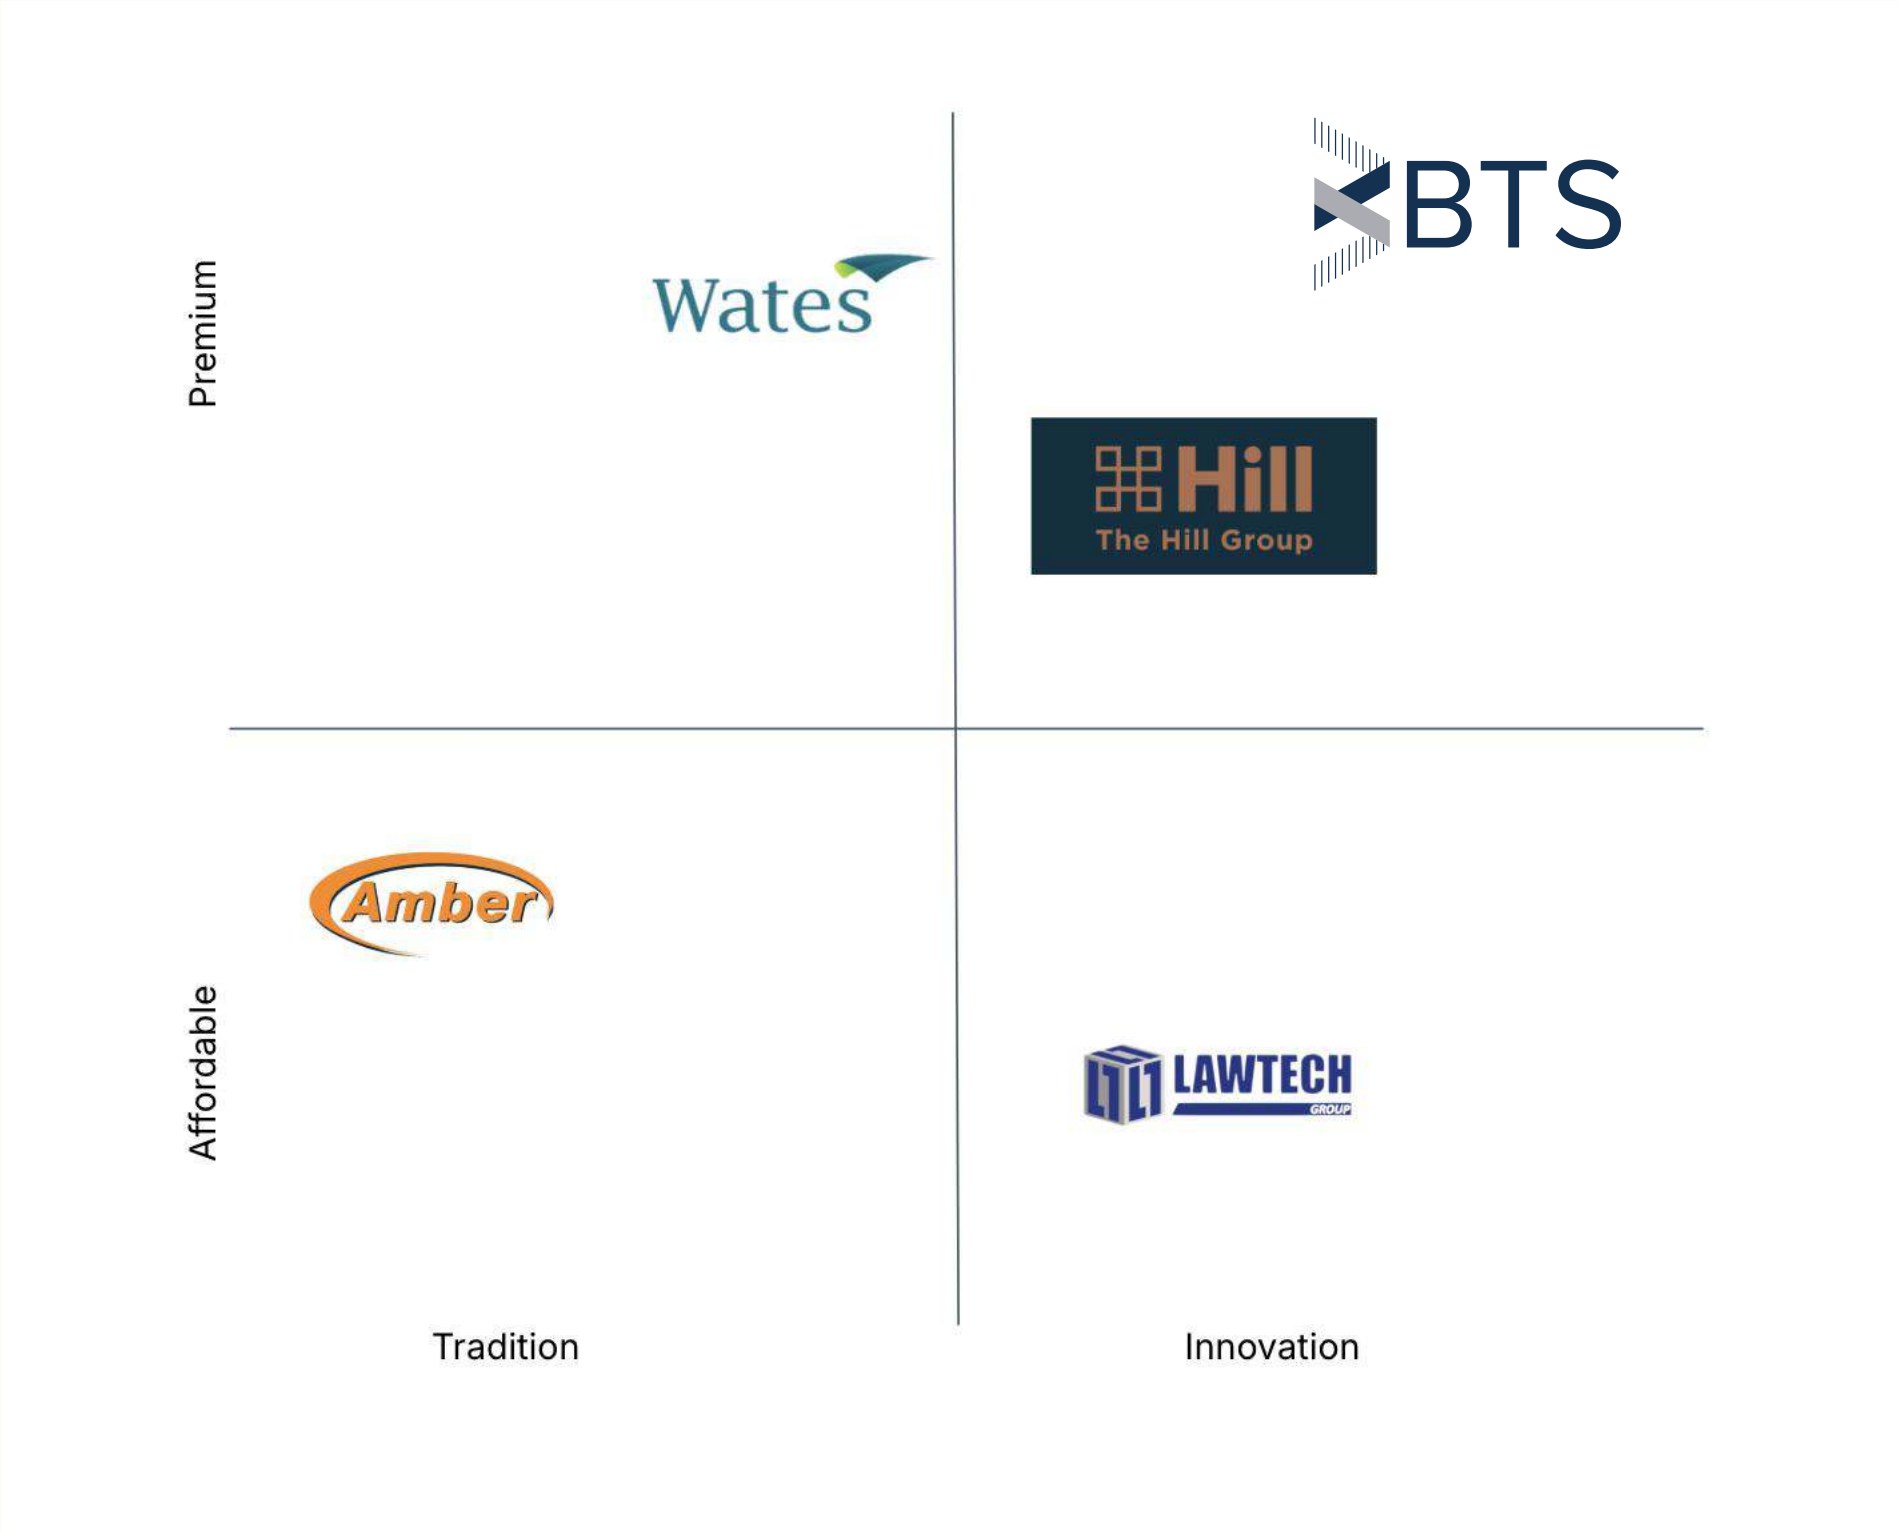 BTS
Wates
Premium
Hill
The Hill Group
Amber
Affordable
LAWTECH
GROUP
Tradition
Innovation